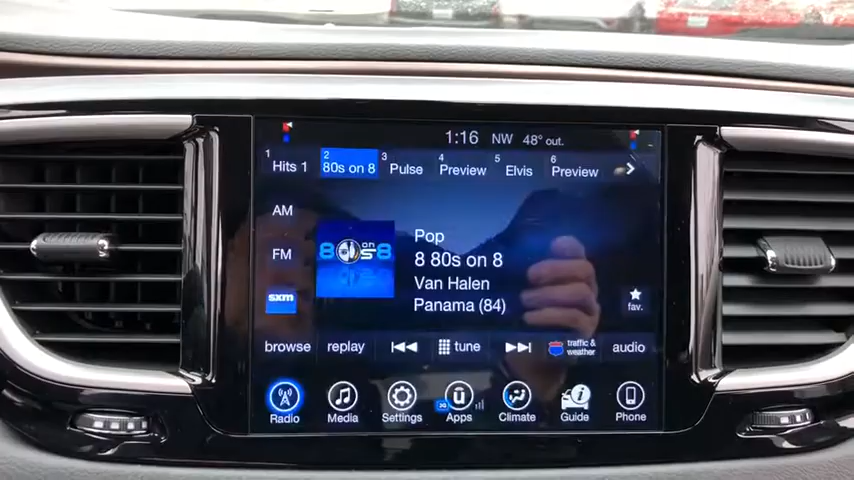 1:16 NW 48° out.
1 Hits 1
2 80s on 8
3 Pulse
4 Preview
5 Elvis
6 Preview
AM
FM
sxm
80s on 8
Pop
8 80s on 8
Van Halen
Panama (84)
fav.
browse
replay
tune
traffic & weather
audio
Radio
Media
Settings
3G
Apps
Climate
Guide
Phone